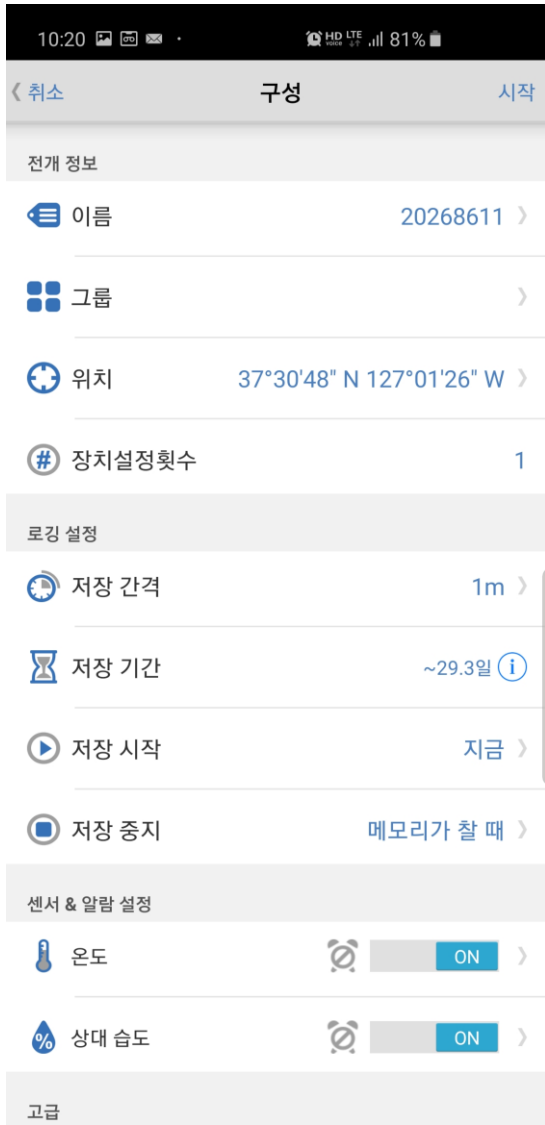 10:20 HD voice LTE 81%
취소 구성 시작
전개 정보
이름 20268611
그룹
위치 37°30'48" N 127°01'26" W
# 장치설정횟수 1
로깅 설정
저장 간격 1m
저장 기간 ~29.3일 i
저장 시작 지금
저장 중지 메모리가 찰 때
센서 & 알람 설정
온도 ON
% 상대 습도 ON
고급